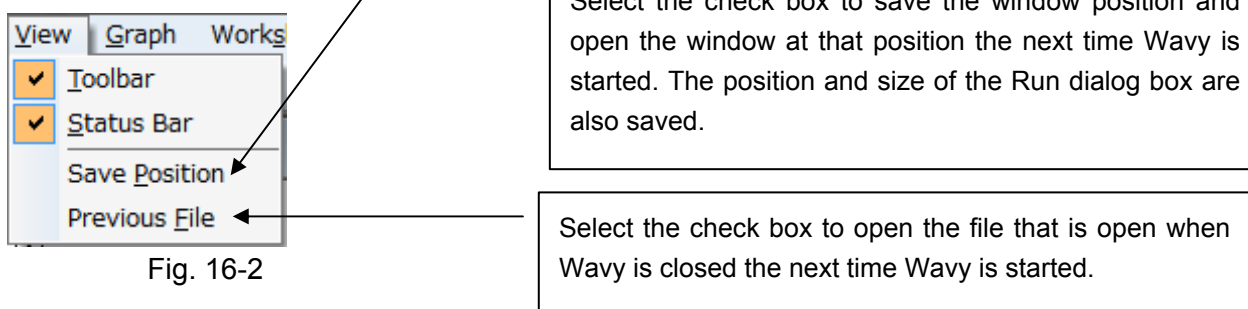 Select the check box to save the window position and
open the window at that position the next time Wavy is
started. The position and size of the Run dialog box are
also saved.
View Graph Works
Toolbar
Status Bar
Save Position
Previous File
Select the check box to open the file that is open when
Wavy is closed the next time Wavy is started.
Fig. 16-2